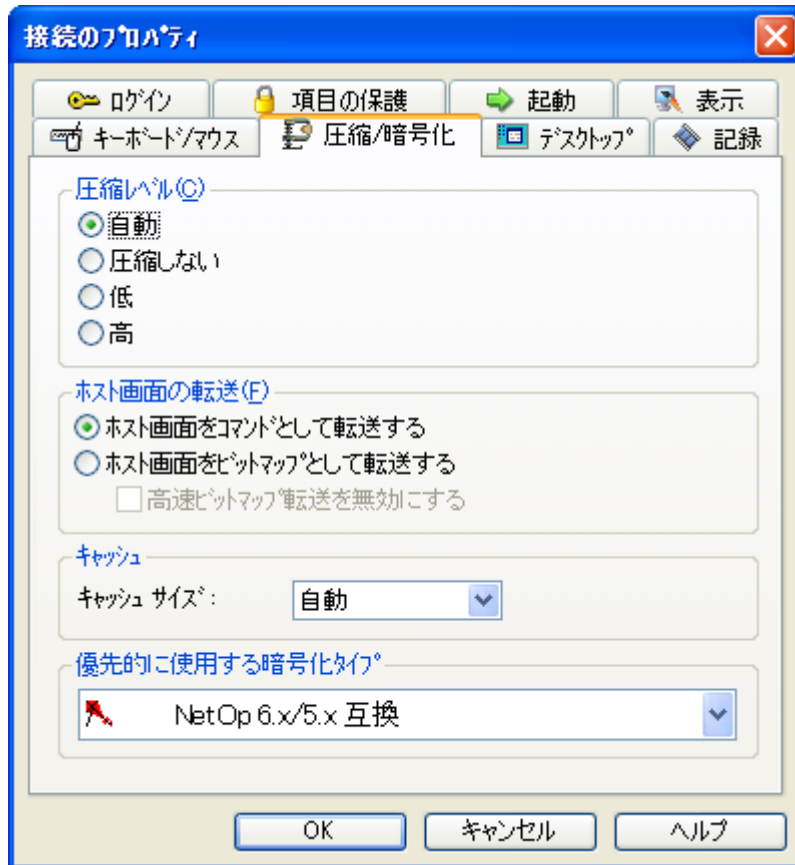 接続のﾌﾟﾛﾊﾟﾃｨ
ﾛｸﾞｲﾝ
項目の保護
起動
表示
ｷｰﾎﾞｰﾄﾞ/ﾏｳｽ
圧縮/暗号化
ﾃﾞｽｸﾄｯﾌﾟ
記録
圧縮ﾚﾍﾞﾙ(C)
自動
圧縮しない
低
高
ﾎｽﾄ画面の転送(F)
ﾎｽﾄ画面をｺﾏﾝﾄﾞとして転送する
ﾎｽﾄ画面をﾋﾞｯﾄﾏｯﾌﾟとして転送する
高速ﾋﾞｯﾄﾏｯﾌﾟ転送を無効にする
ｷｬｯｼｭ
ｷｬｯｼｭ ｻｲｽﾞ:
自動
優先的に使用する暗号化ﾀｲﾌﾟ
NetOp 6.x/5.x 互換
OK
キャンセル
ヘルプ